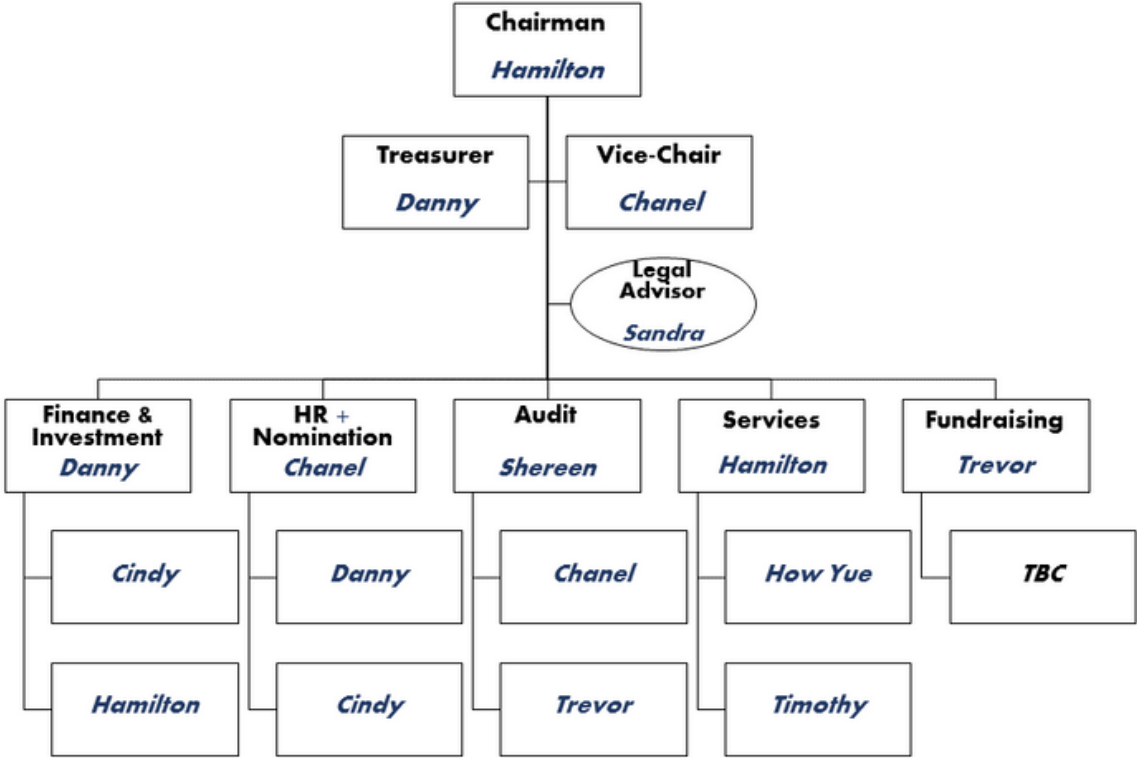 Chairman
Hamilton
Treasurer
Danny
Vice-Chair
Chanel
Legal
Advisor
Sandra
Finance &
Investment
Danny
HR +
Nomination
Chanel
Audit
Shereen
Services
Hamilton
Fundraising
Trevor
Cindy
Danny
Chanel
How Yue
TBC
Hamilton
Cindy
Trevor
Timothy